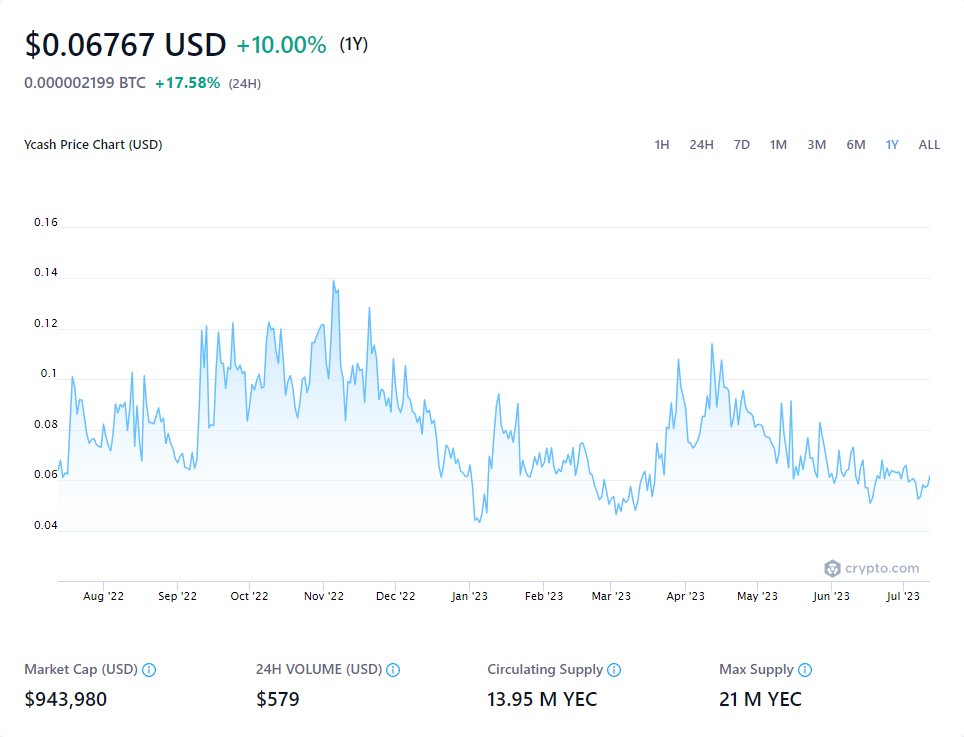 $0.06767 USD +10.00% (1Y)
0.000002199 BTC +17.58% (24H)
Ycash Price Chart (USD) 1H 24H 7D 1M 3M 6M 1Y ALL
0.16
0.14
0.12
0.1
0.08
0.06
0.04
crypto.com
Aug '22 Sep '22 Oct '22 Nov '22 Dec '22 Jan '23 Feb '23 Mar '23 Apr '23 May '23 Jun '23 Jul '23
Market Cap (USD) 24H VOLUME (USD) Circulating Supply Max Supply
$943,980 $579 13.95 M YEC 21 M YEC